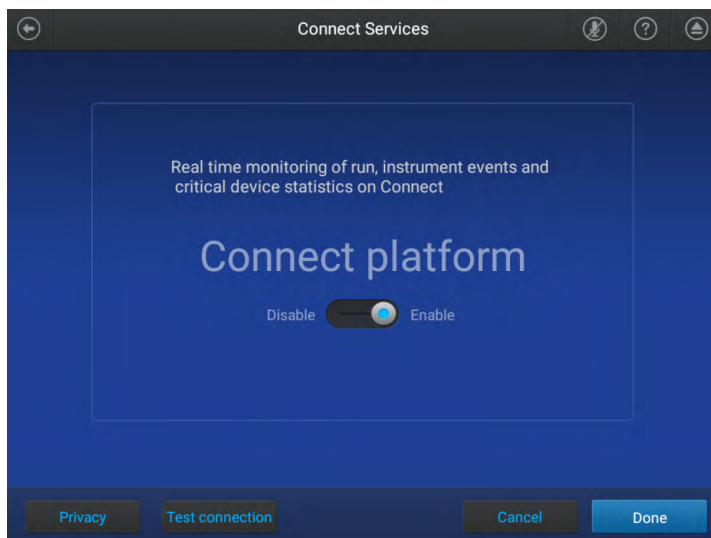 Connect Services
?
Real time monitoring of run, instrument events and
critical device statistics on Connect
Connect platform
Disable Enable
Privacy Test connection Cancel Done